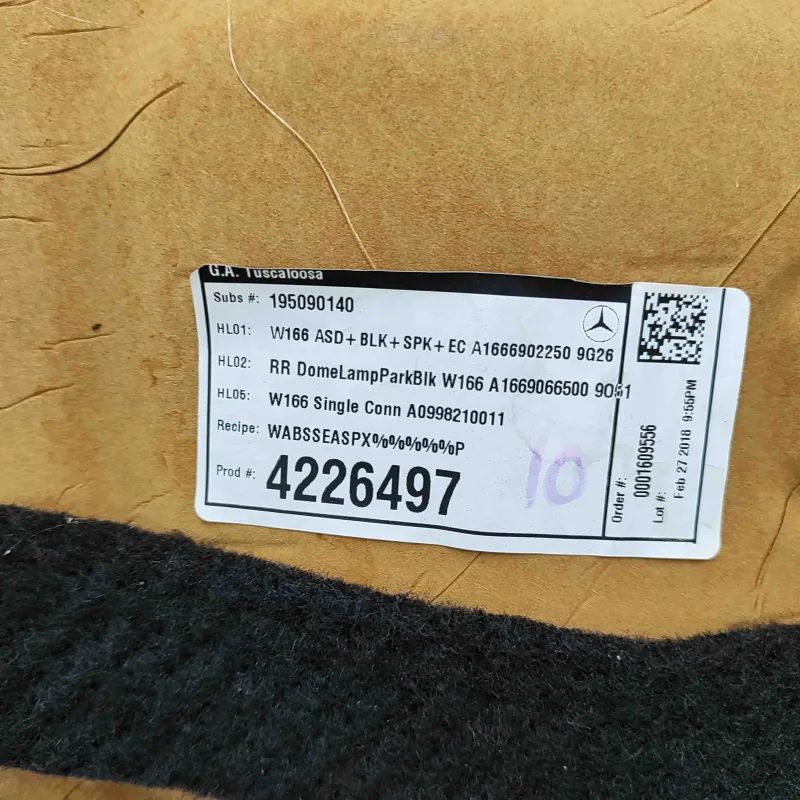 G.A. Tuscaloosa
Subs #: 195090140
HL01: W166 ASD+BLK+SPK+EC A1666902250 9G26
HL02: RR DomeLampParkBlk W166 A1669066500 9051
HL05: W166 Single Conn A0998210011
Recipe: WABSSEASPX%%%%%P
Prod #: 4226497
10
Order #:
0001609556
Lot #:
Feb 27 2018 9:55PM